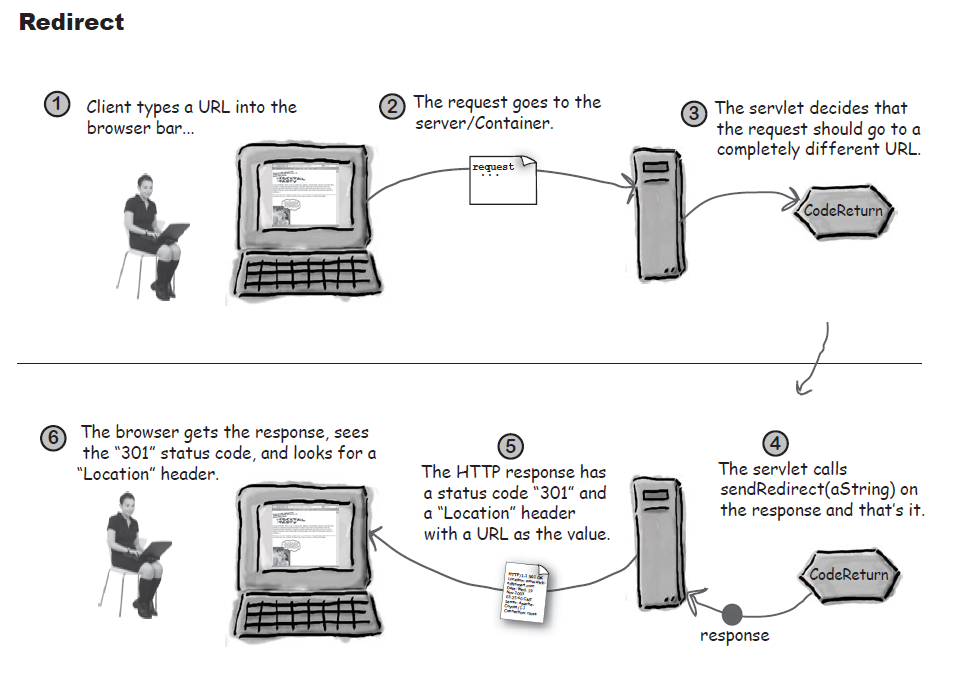 Redirect
1
Client types a URL into the
browser bar...
2
The request goes to the
server/Container.
3
The servlet decides that
the request should go to a
completely different URL.
request
...
CodeReturn
6
The browser gets the response, sees
the “301” status code, and looks for a
“Location” header.
5
The HTTP response has
a status code “301” and
a “Location” header
with a URL as the value.
4
The servlet calls
sendRedirect(aString) on
the response and that’s it.
CodeReturn
response